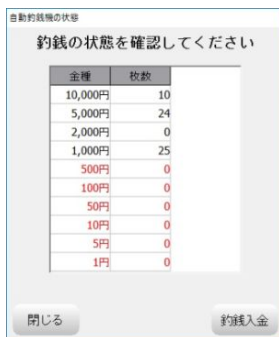 自動釣銭機の状態
釣銭の状態を確認してください
金種 枚数
10,000円 10
5,000円 24
2,000円 0
1,000円 25
500円 0
100円 0
50円 0
10円 0
5円 0
1円 0
閉じる 釣銭入金